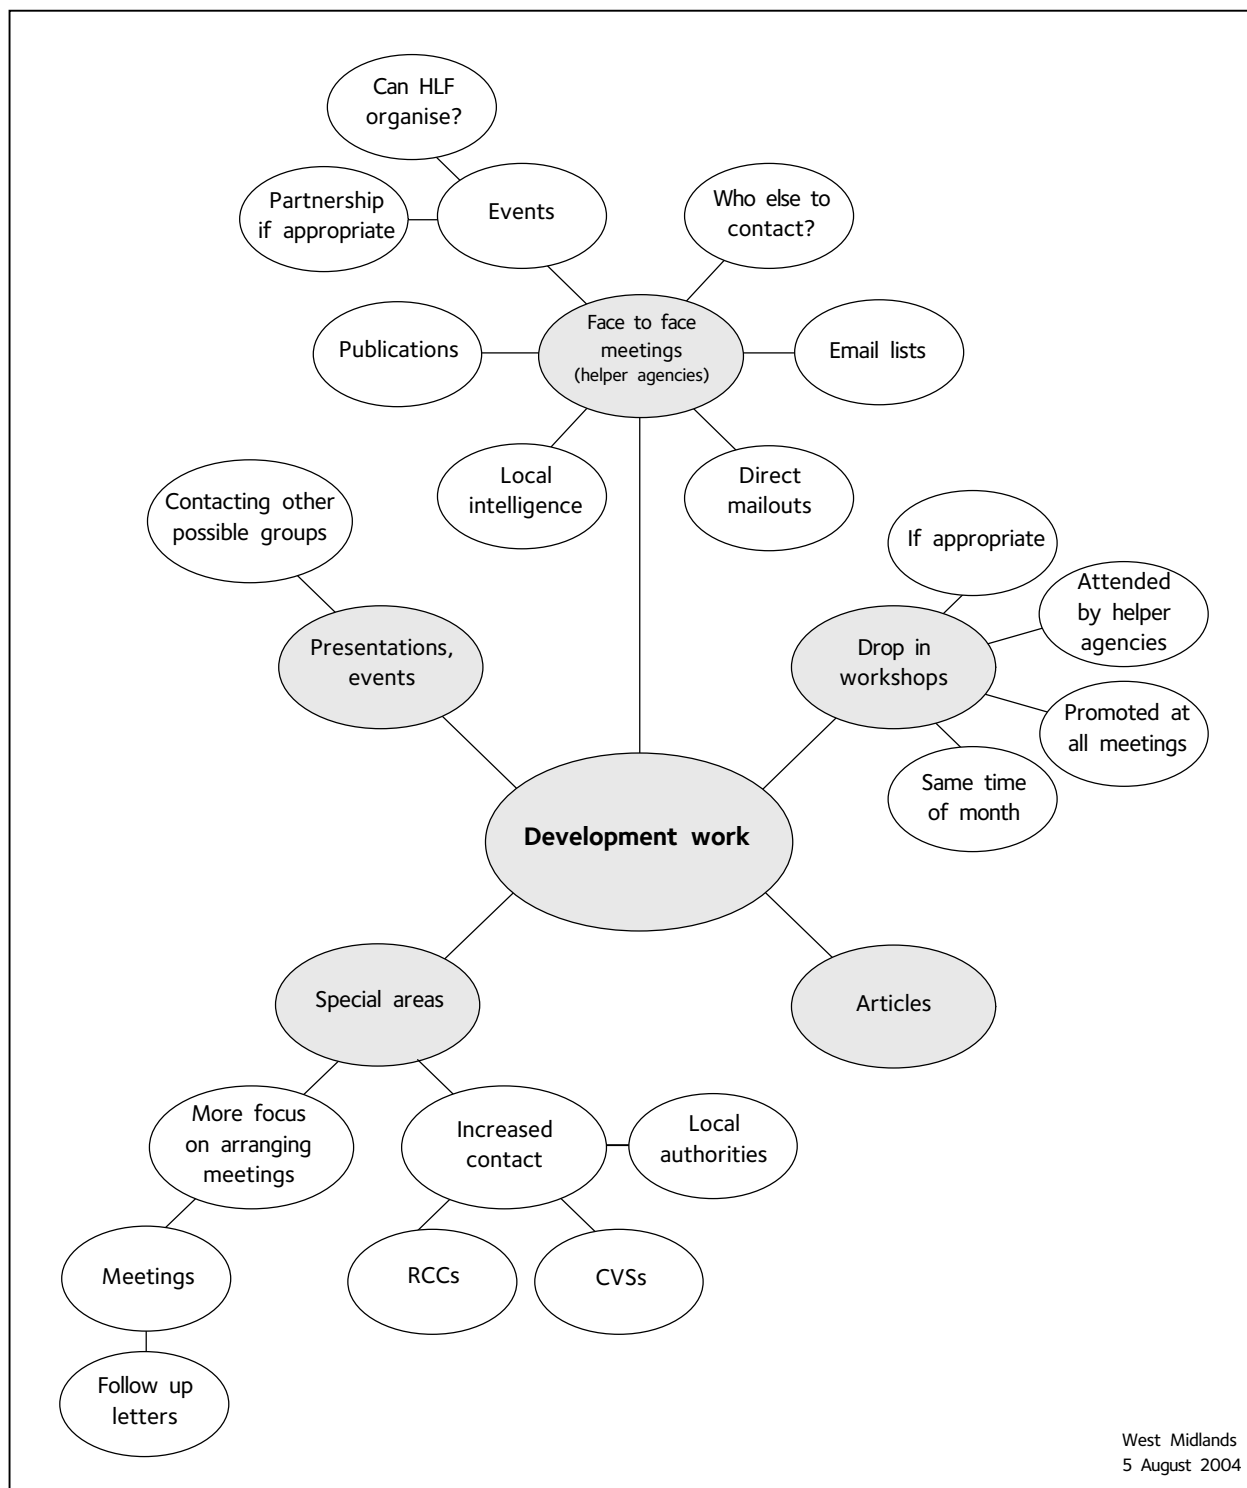 Can HLF
organise?
Partnership
if appropriate
Events
Who else to
contact?
Publications
Face to face
meetings
(helper agencies)
Email lists
Local
intelligence
Direct
mailouts
Contacting other
possible groups
If appropriate
Attended
by helper
agencies
Presentations,
events
Drop in
workshops
Promoted at
all meetings
Same time
of month
Development work
Special areas
Articles
More focus
on arranging
meetings
Increased
contact
Local
authorities
Meetings
RCCs
CVSs
Follow up
letters
West Midlands
5 August 2004